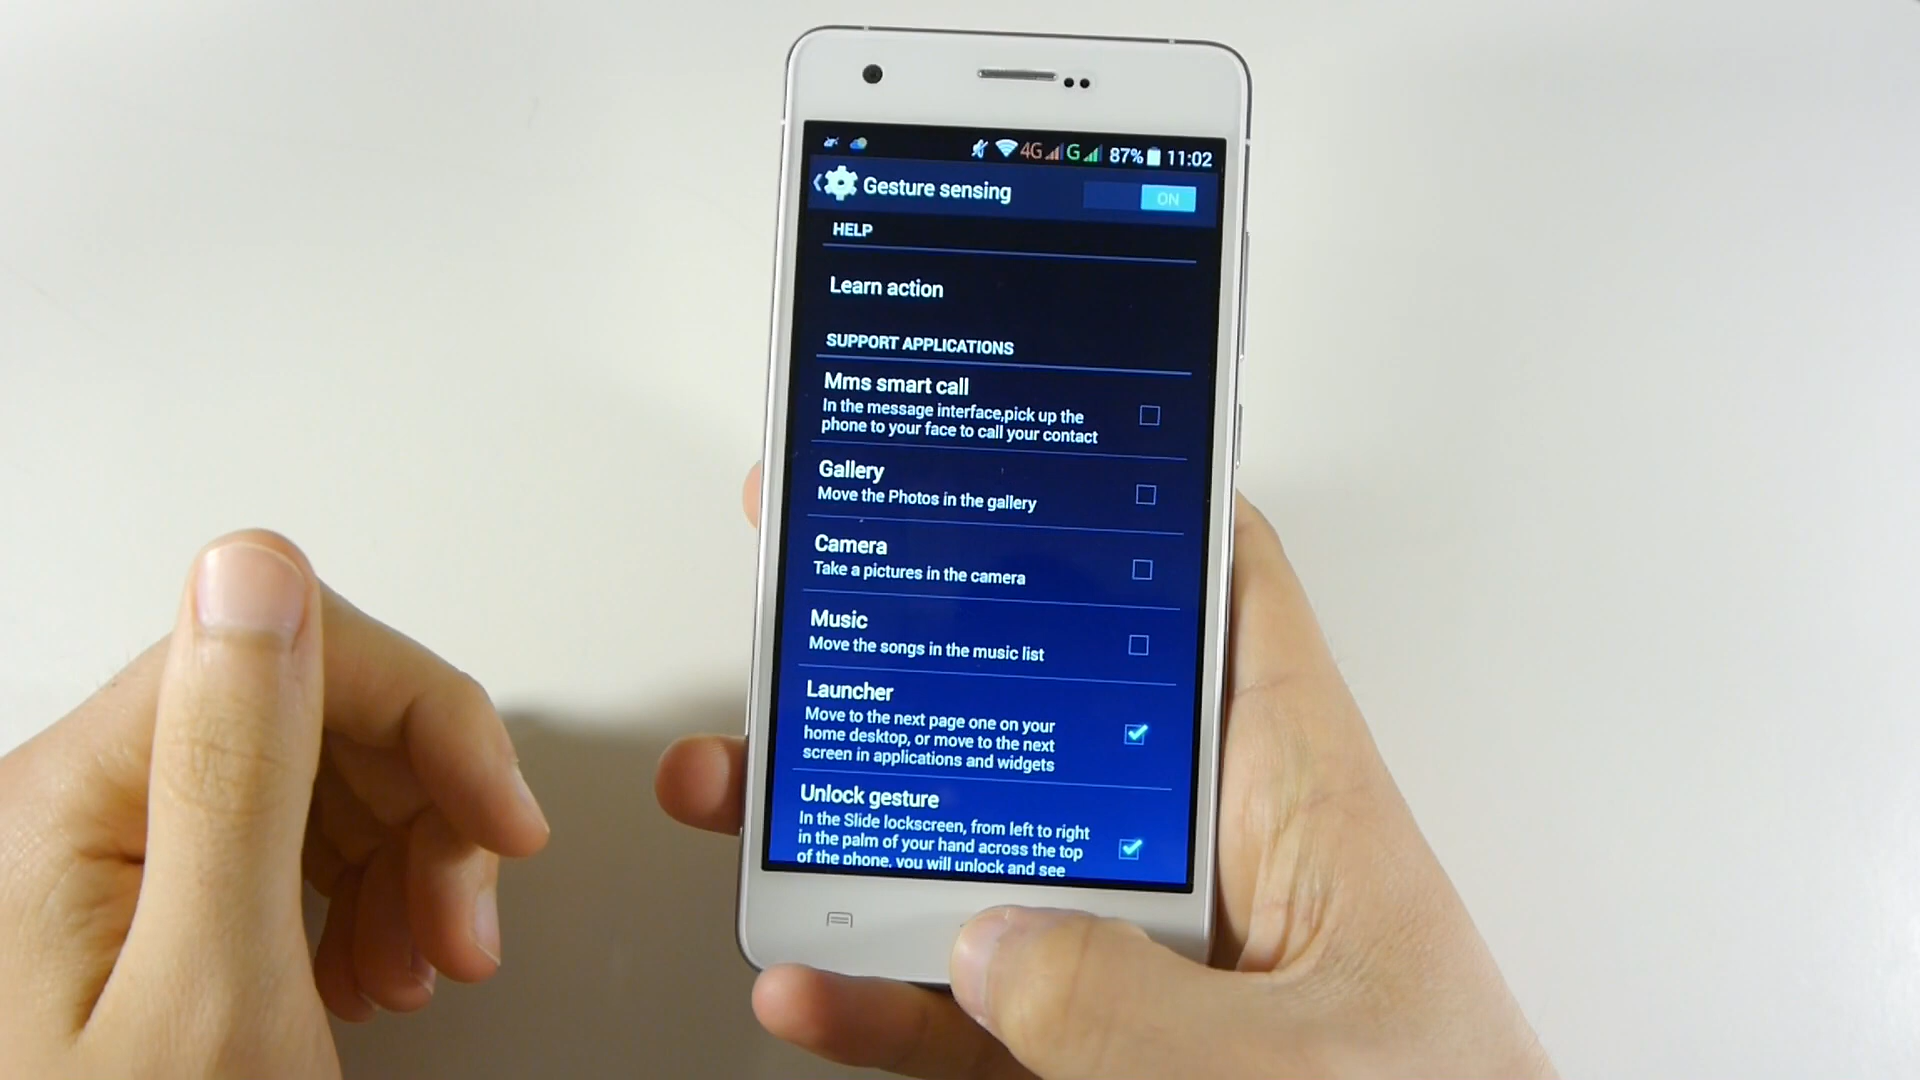 4G G 87% 11:02
Gesture sensing ON
HELP
Learn action
SUPPORT APPLICATIONS
Mms smart call
In the message interface,pick up the
phone to your face to call your contact
Gallery
Move the Photos in the gallery
Camera
Take a pictures in the camera
Music
Move the songs in the music list
Launcher
Move to the next page one on your
home desktop, or move to the next
screen in applications and widgets
Unlock gesture
In the Slide lockscreen, from left to right
in the palm of your hand across the top
of the phone, you will unlock and see